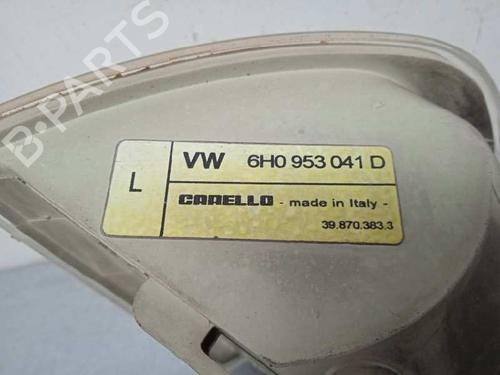 B-PARTS
L
VW 6H0 953 041 D
CARELLO - made in Italy -
39.870.383.3